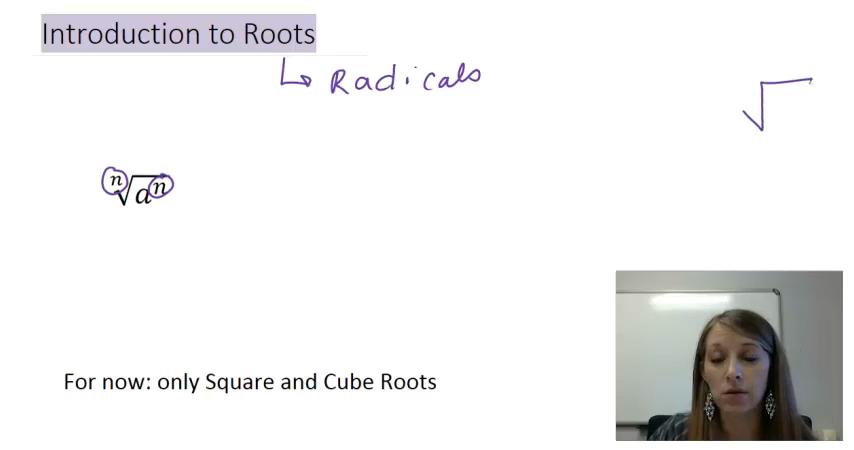 Introduction to Roots
↳ Radicals
√
ⁿ√aⁿ
For now: only Square and Cube Roots